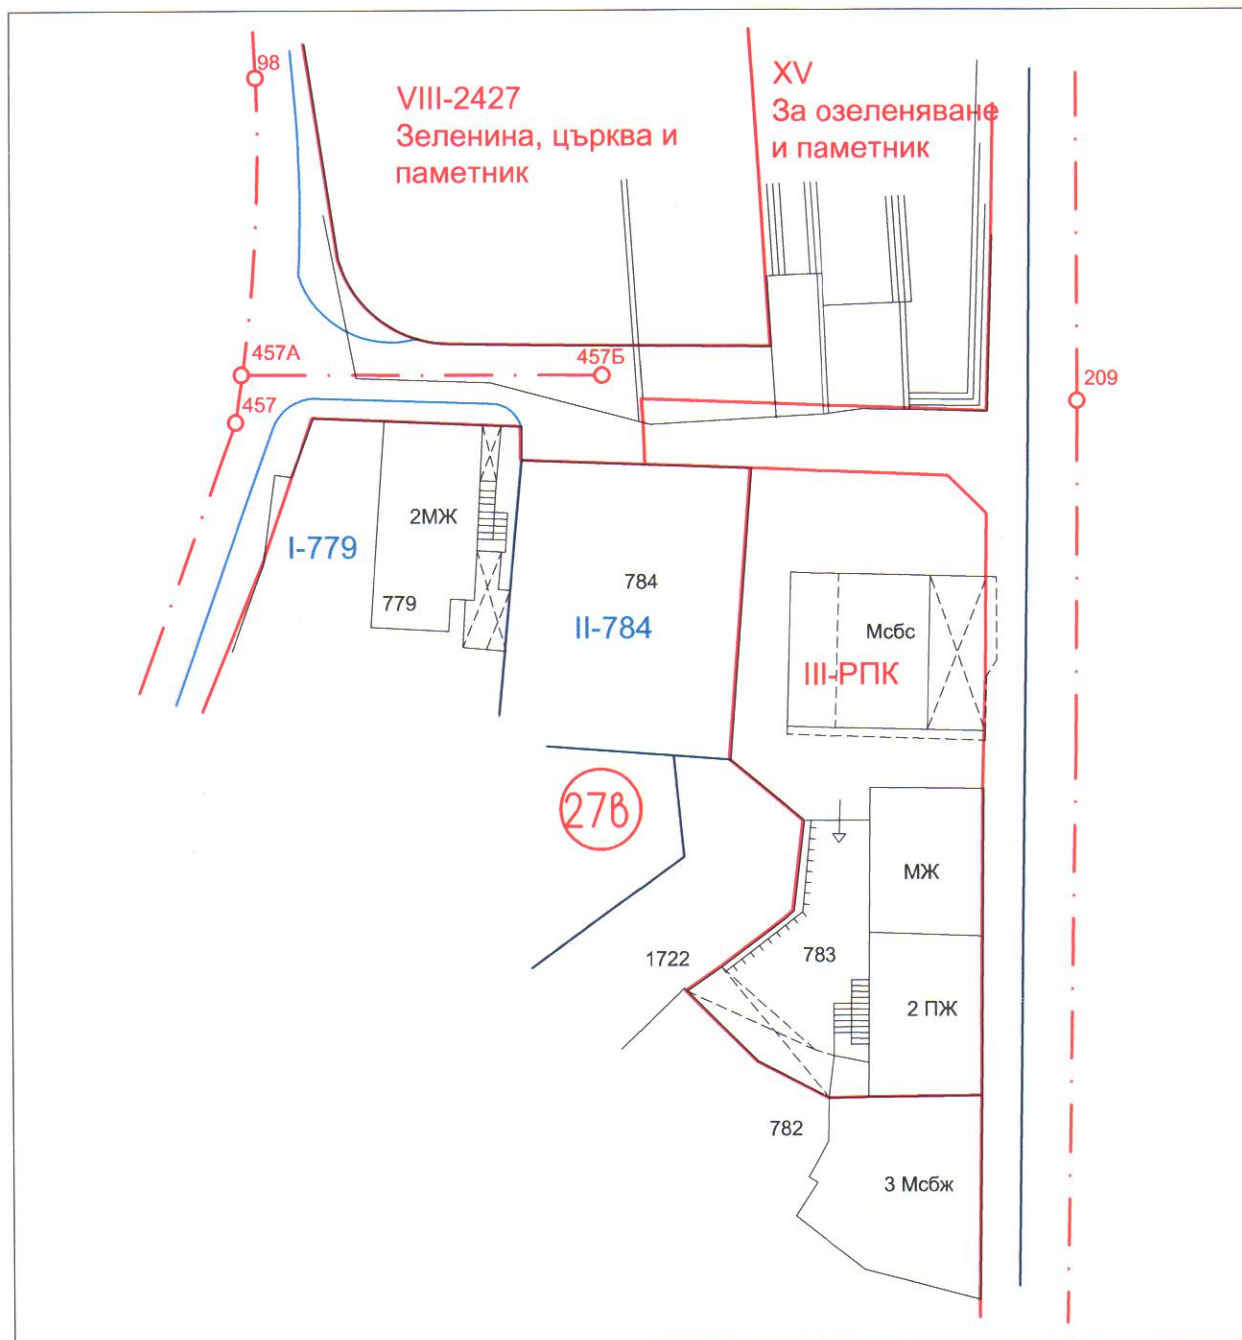 98
VIII-2427
Зеленина, църква и
паметник
XV
За озеленяване
и паметник
457А
457Б
457
209
2МЖ
I-779
779
784
II-784
Мсбс
III-РПК
27в
МЖ
1722
783
2 ПЖ
782
3 Мсбж